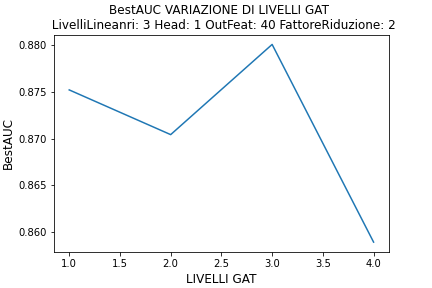 BestAUC VARIAZIONE DI LIVELLI GAT
LivelliLineanri: 3 Head: 1 OutFeat: 40 FattoreRiduzione: 2
BestAUC
0.880
0.875
0.870
0.865
0.860
1.0 1.5 2.0 2.5 3.0 3.5 4.0
LIVELLI GAT